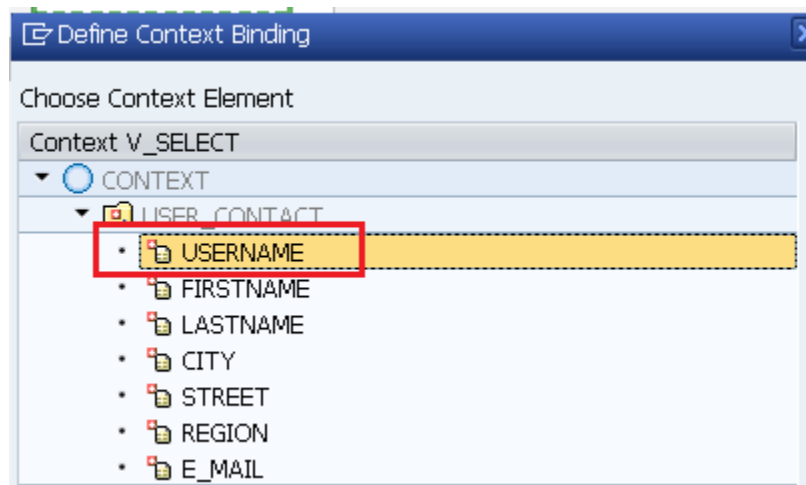 Define Context Binding
Choose Context Element
Context V_SELECT
CONTEXT
USER_CONTACT
USERNAME
FIRSTNAME
LASTNAME
CITY
STREET
REGION
E_MAIL